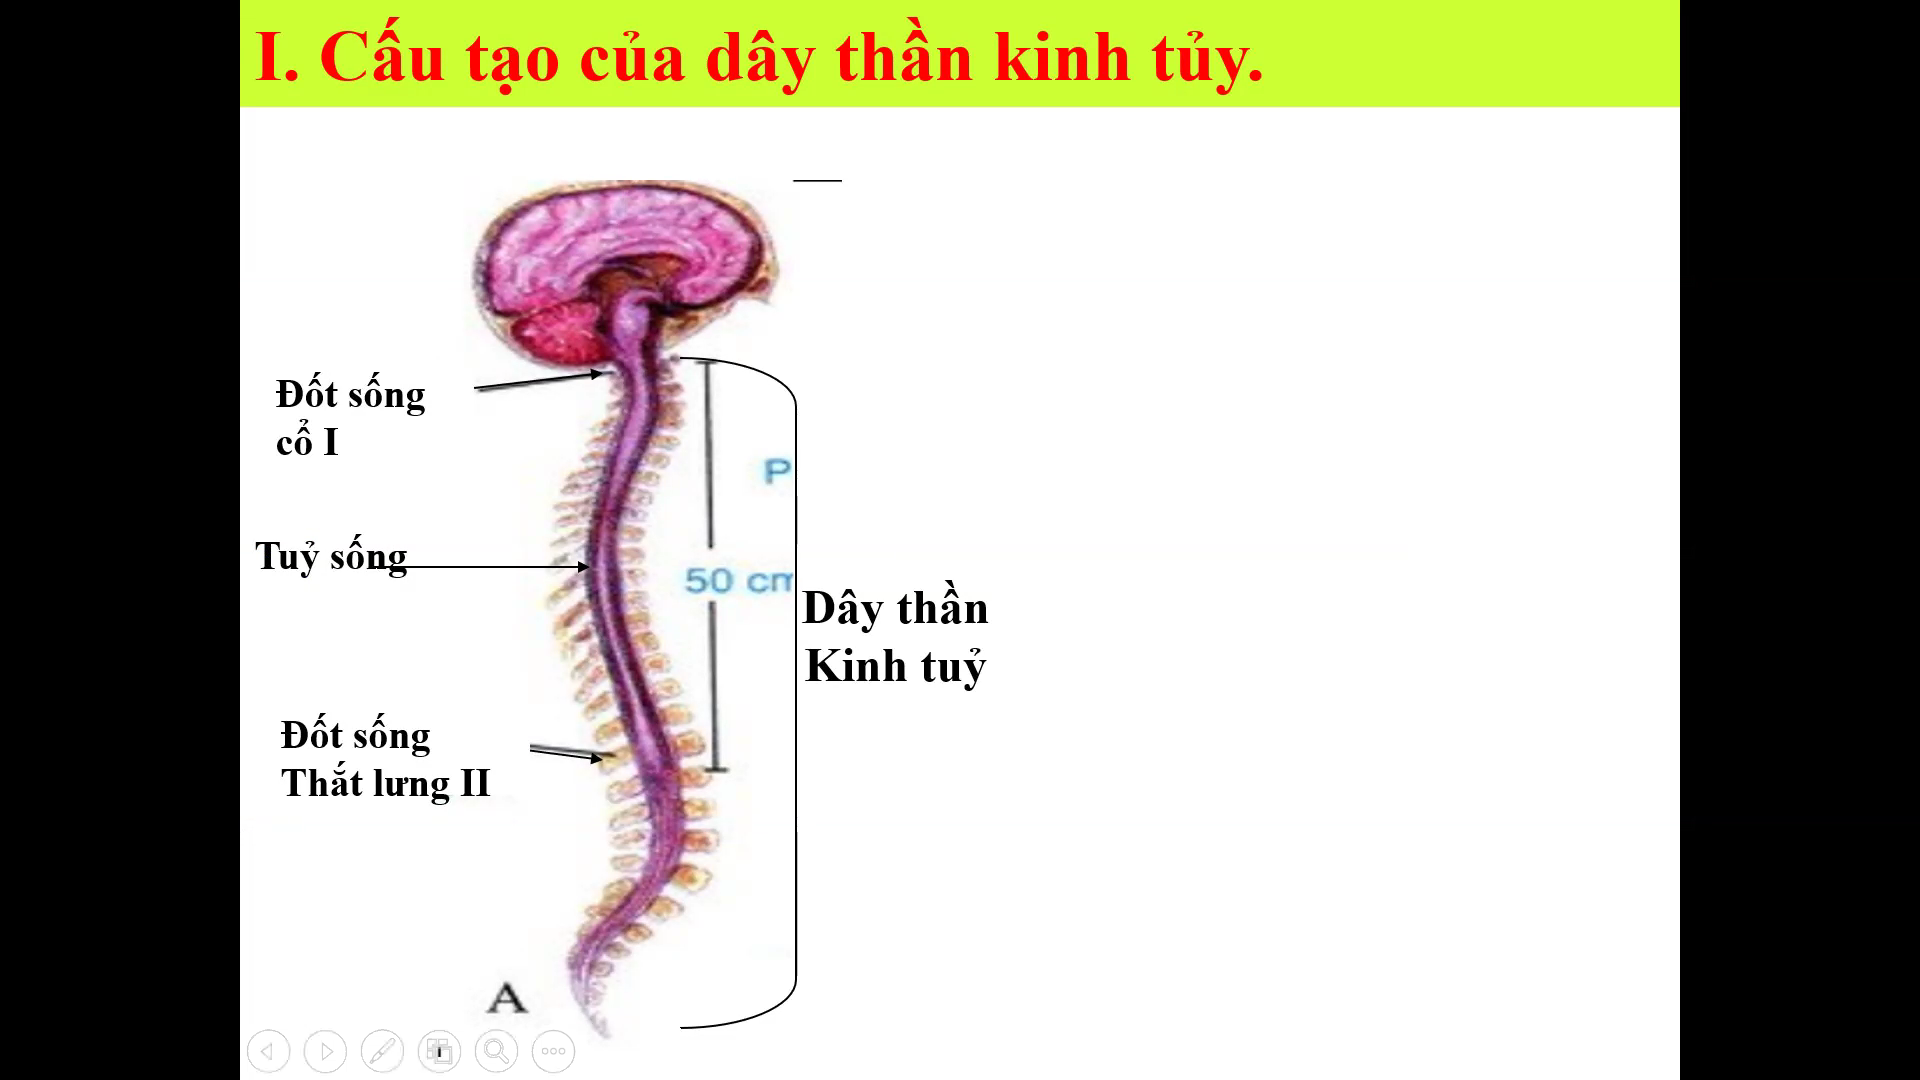 I. Cấu tạo của dây thần kinh tủy.
Đốt sống
cổ I
P
Tuỷ sống
50 cm
Dây thần
Kinh tuỷ
Đốt sống
Thắt lưng II
A